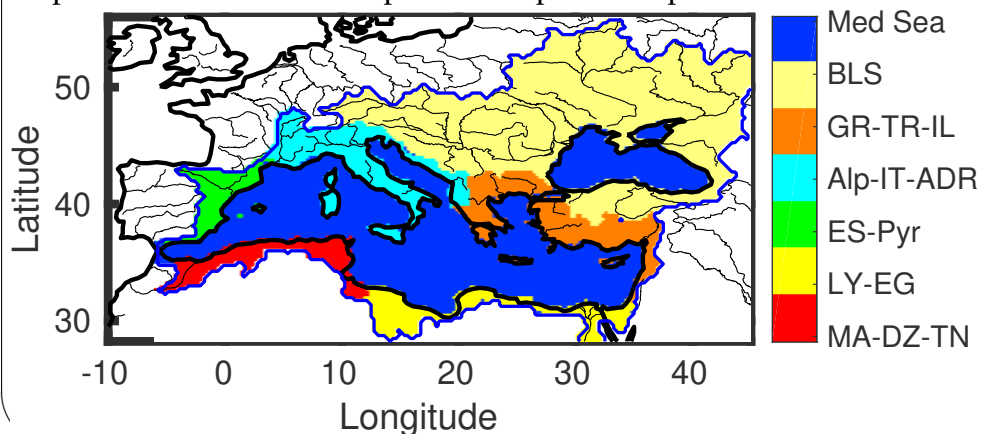 Med Sea
BLS
GR-TR-IL
Alp-IT-ADR
ES-Pyr
LY-EG
MA-DZ-TN
Latitude
50
40
30
-10 0 10 20 30 40
Longitude